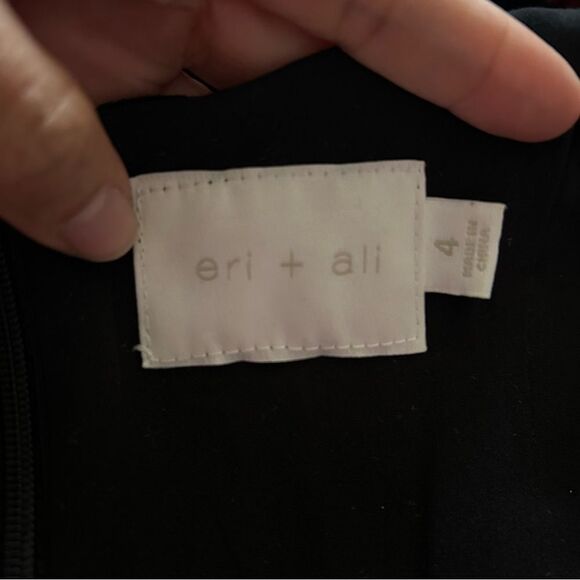 eri + ali
4
MADE IN
CHINA